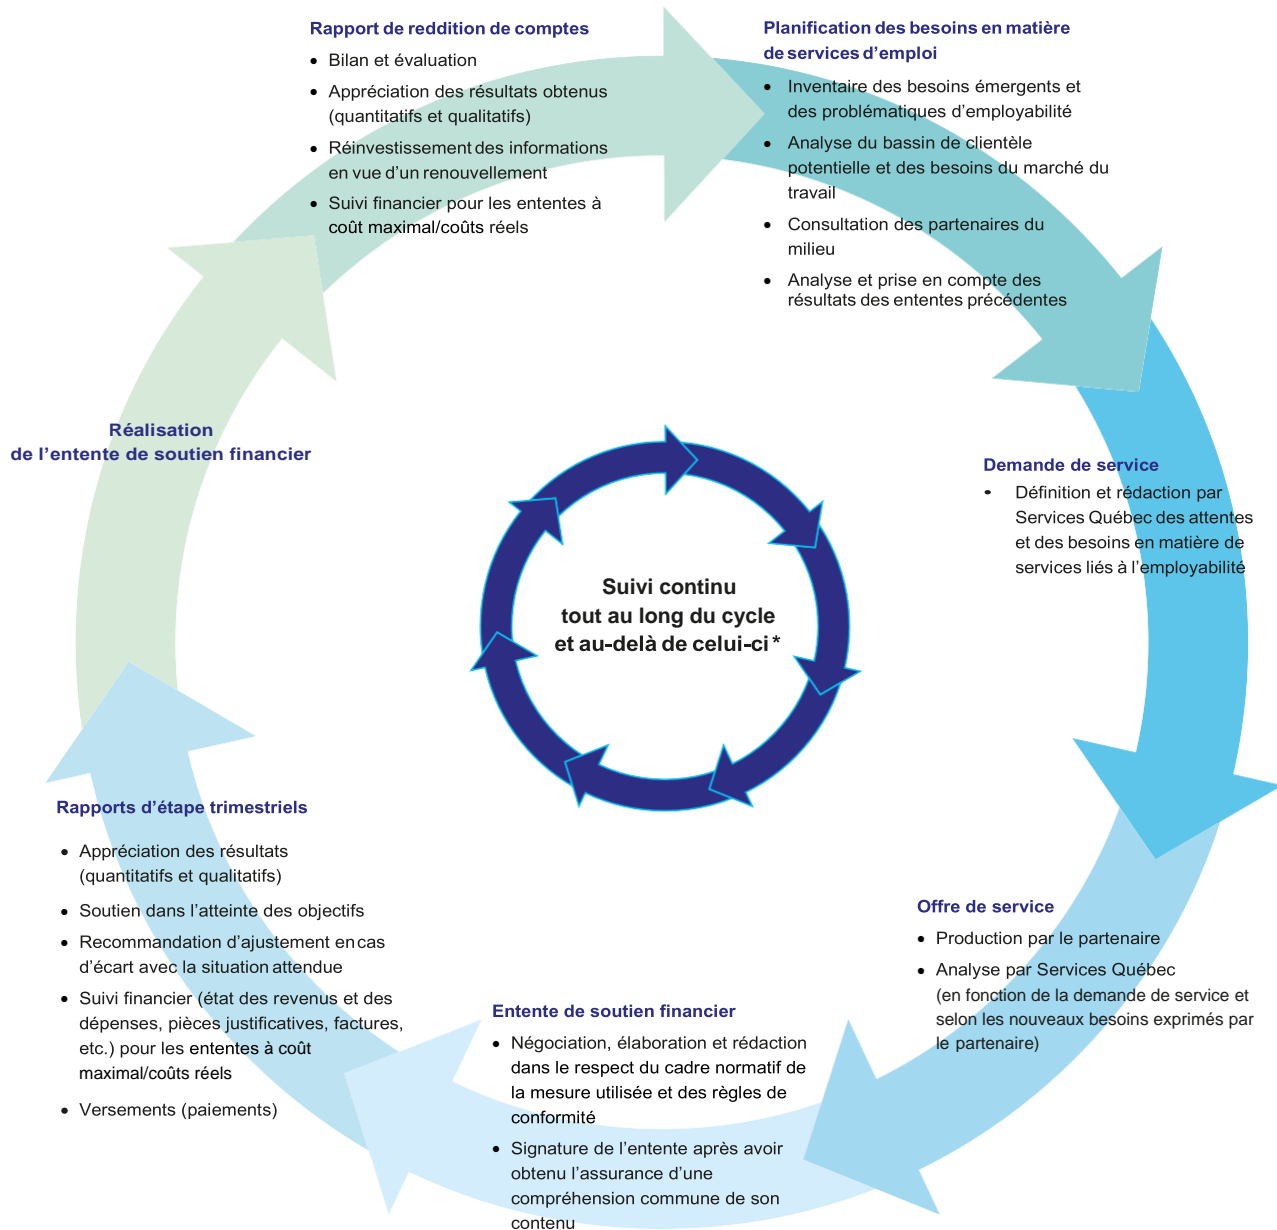 Rapport de reddition de comptes
• Bilan et évaluation
• Appréciation des résultats obtenus
(quantitatifs et qualitatifs)
• Réinvestissement des informations
en vue d’un renouvellement
• Suivi financier pour les ententes à
coût maximal/coûts réels
Planification des besoins en matière
de services d’emploi
• Inventaire des besoins émergents et
des problématiques d’employabilité
• Analyse du bassin de clientèle
potentielle et des besoins du marché du
travail
• Consultation des partenaires du
milieu
• Analyse et prise en compte des
résultats des ententes précédentes
Demande de service
• Définition et rédaction par
Services Québec des attentes
et des besoins en matière de
services liés à l’employabilité
Offre de service
• Production par le partenaire
• Analyse par Services Québec
(en fonction de la demande de service et
selon les nouveaux besoins exprimés par
le partenaire)
Entente de soutien financier
• Négociation, élaboration et rédaction
dans le respect du cadre normatif de
la mesure utilisée et des règles de
conformité
• Signature de l’entente après avoir
obtenu l’assurance d’une
compréhension commune de son
contenu
Rapports d’étape trimestriels
• Appréciation des résultats
(quantitatifs et qualitatifs)
• Soutien dans l’atteinte des objectifs
• Recommandation d’ajustement en cas
d’écart avec la situation attendue
• Suivi financier (état des revenus et des
dépenses, pièces justificatives, factures,
etc.) pour les ententes à coût
maximal/coûts réels
• Versements (paiements)
Réalisation
de l’entente de soutien financier
Suivi continu
tout au long du cycle
et au-delà de celui-ci *